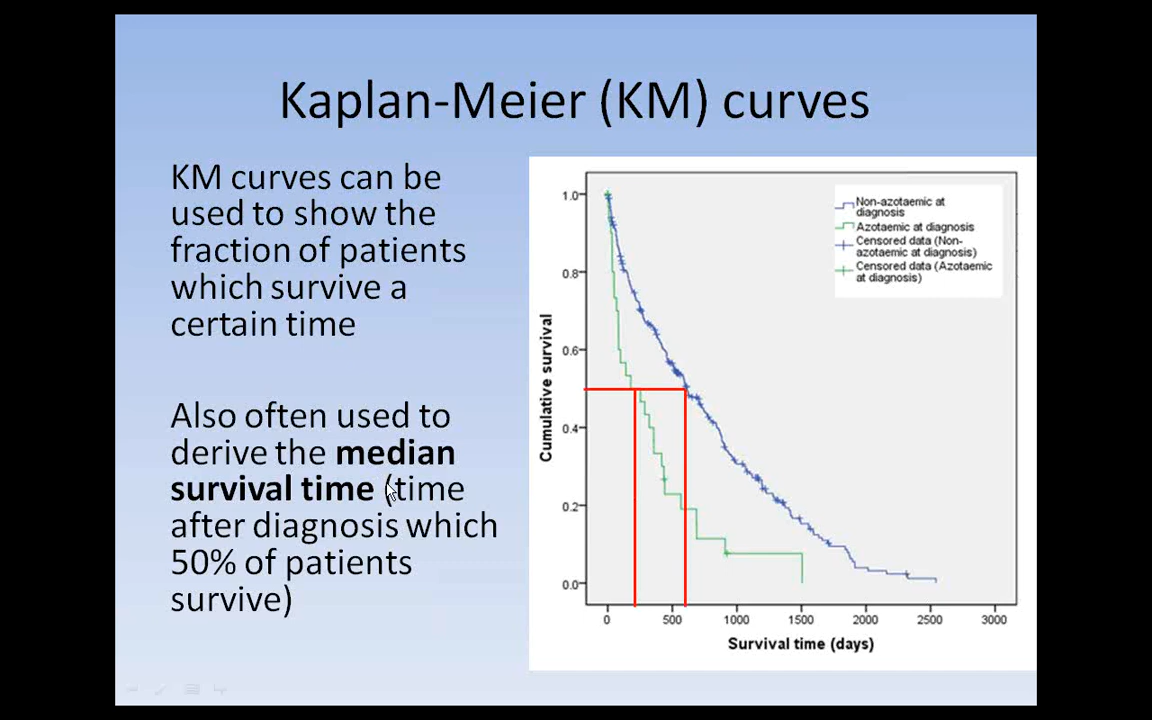 Kaplan-Meier (KM) curves
KM curves can be
used to show the
fraction of patients
which survive a
certain time
Also often used to
derive the median
survival time (time
after diagnosis which
50% of patients
survive)
Non-azotaemic at
diagnosis
Azotaemic at diagnosis
Censored data (Non-
azotaemic at diagnosis)
Censored data (Azotaemic
at diagnosis)
Cumulative survival
1.0
0.8
0.6
0.4
0.2
0.0
0 500 1000 1500 2000 2500 3000
Survival time (days)